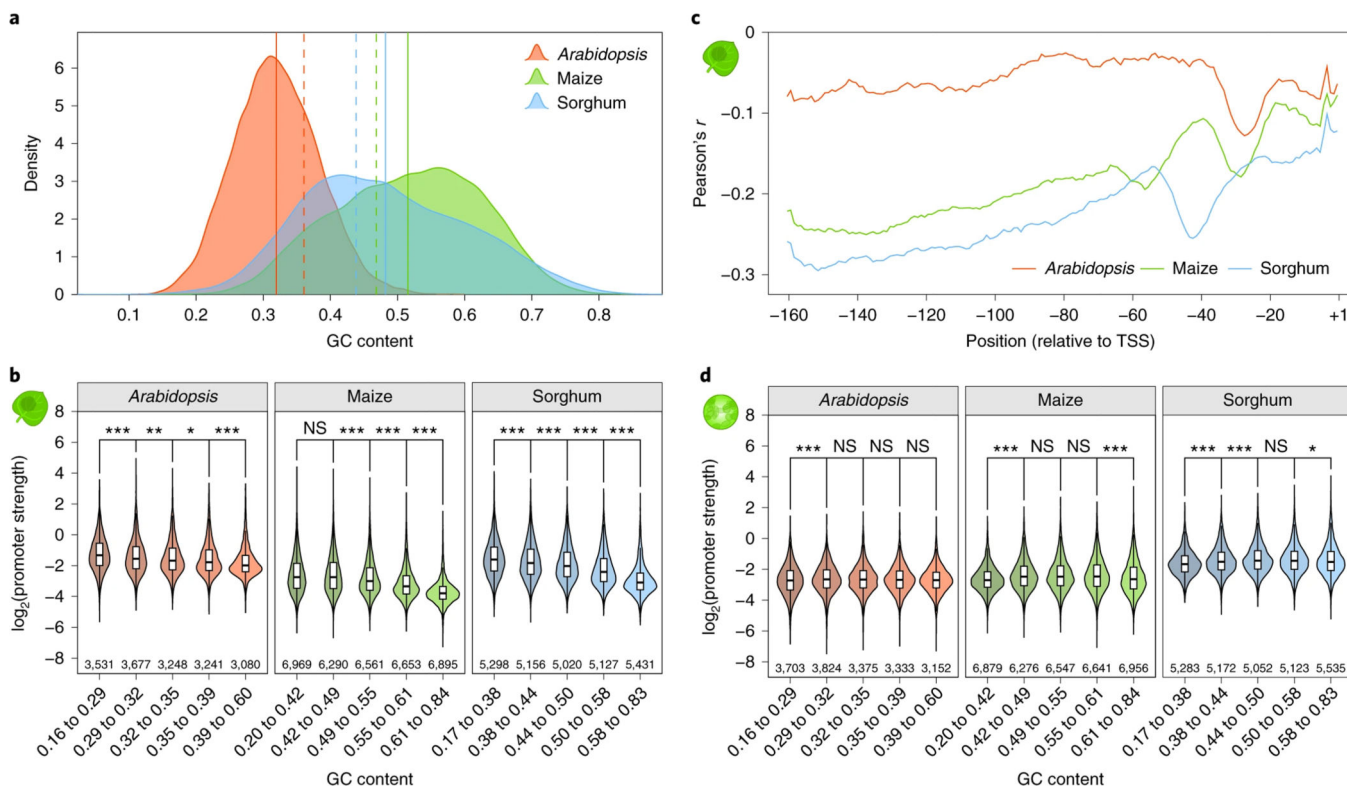 a
Density
6
5
4
3
2
1
0
0.1 0.2 0.3 0.4 0.5 0.6 0.7 0.8
GC content
Arabidopsis
Maize
Sorghum
c
Pearson's r
0
−0.1
−0.2
−0.3
−160 −140 −120 −100 −80 −60 −40 −20 +1
Position (relative to TSS)
Arabidopsis Maize Sorghum
b
Arabidopsis Maize Sorghum
log2(promoter strength)
8
6
4
2
0
−2
−4
−6
−8
*** ** * ***
NS *** *** ***
*** *** *** ***
3,531 3,677 3,248 3,241 3,080
6,969 6,290 6,561 6,653 6,895
5,298 5,156 5,020 5,127 5,431
0.16 to 0.29
0.29 to 0.32
0.32 to 0.35
0.35 to 0.39
0.39 to 0.60
0.20 to 0.42
0.42 to 0.49
0.49 to 0.55
0.55 to 0.61
0.61 to 0.84
0.17 to 0.38
0.38 to 0.44
0.44 to 0.50
0.50 to 0.58
0.58 to 0.83
GC content
d
Arabidopsis Maize Sorghum
log2(promoter strength)
8
6
4
2
0
−2
−4
−6
−8
*** NS NS NS
*** NS NS ***
*** *** NS *
3,703 3,824 3,375 3,333 3,152
6,879 6,276 6,547 6,641 6,956
5,283 5,172 5,052 5,123 5,535
0.16 to 0.29
0.29 to 0.32
0.32 to 0.35
0.35 to 0.39
0.39 to 0.60
0.20 to 0.42
0.42 to 0.49
0.49 to 0.55
0.55 to 0.61
0.61 to 0.84
0.17 to 0.38
0.38 to 0.44
0.44 to 0.50
0.50 to 0.58
0.58 to 0.83
GC content